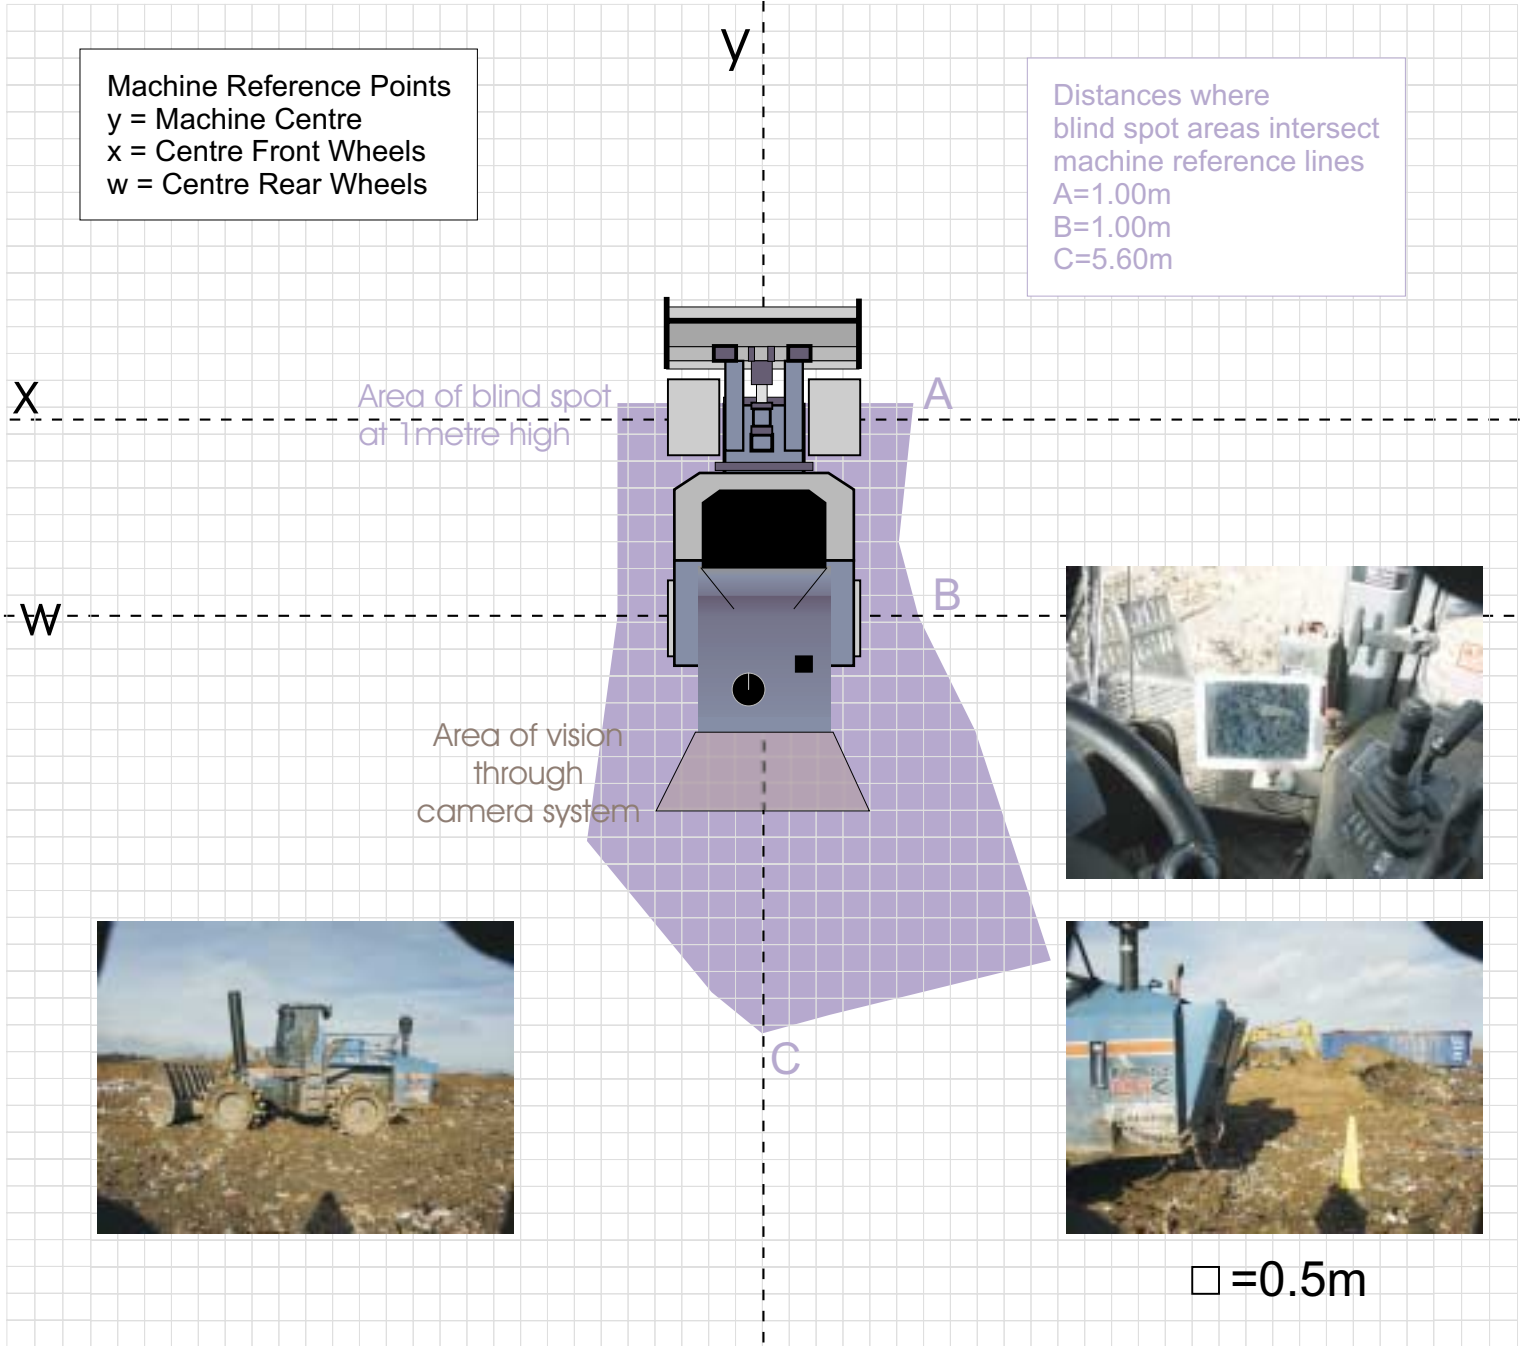 y
Machine Reference Points
y = Machine Centre
x = Centre Front Wheels
w = Centre Rear Wheels
Distances where
blind spot areas intersect
machine reference lines
A=1.00m
B=1.00m
C=5.60m
x
Area of blind spot
at 1metre high
A
w
B
Area of vision
through
camera system
C
=0.5m